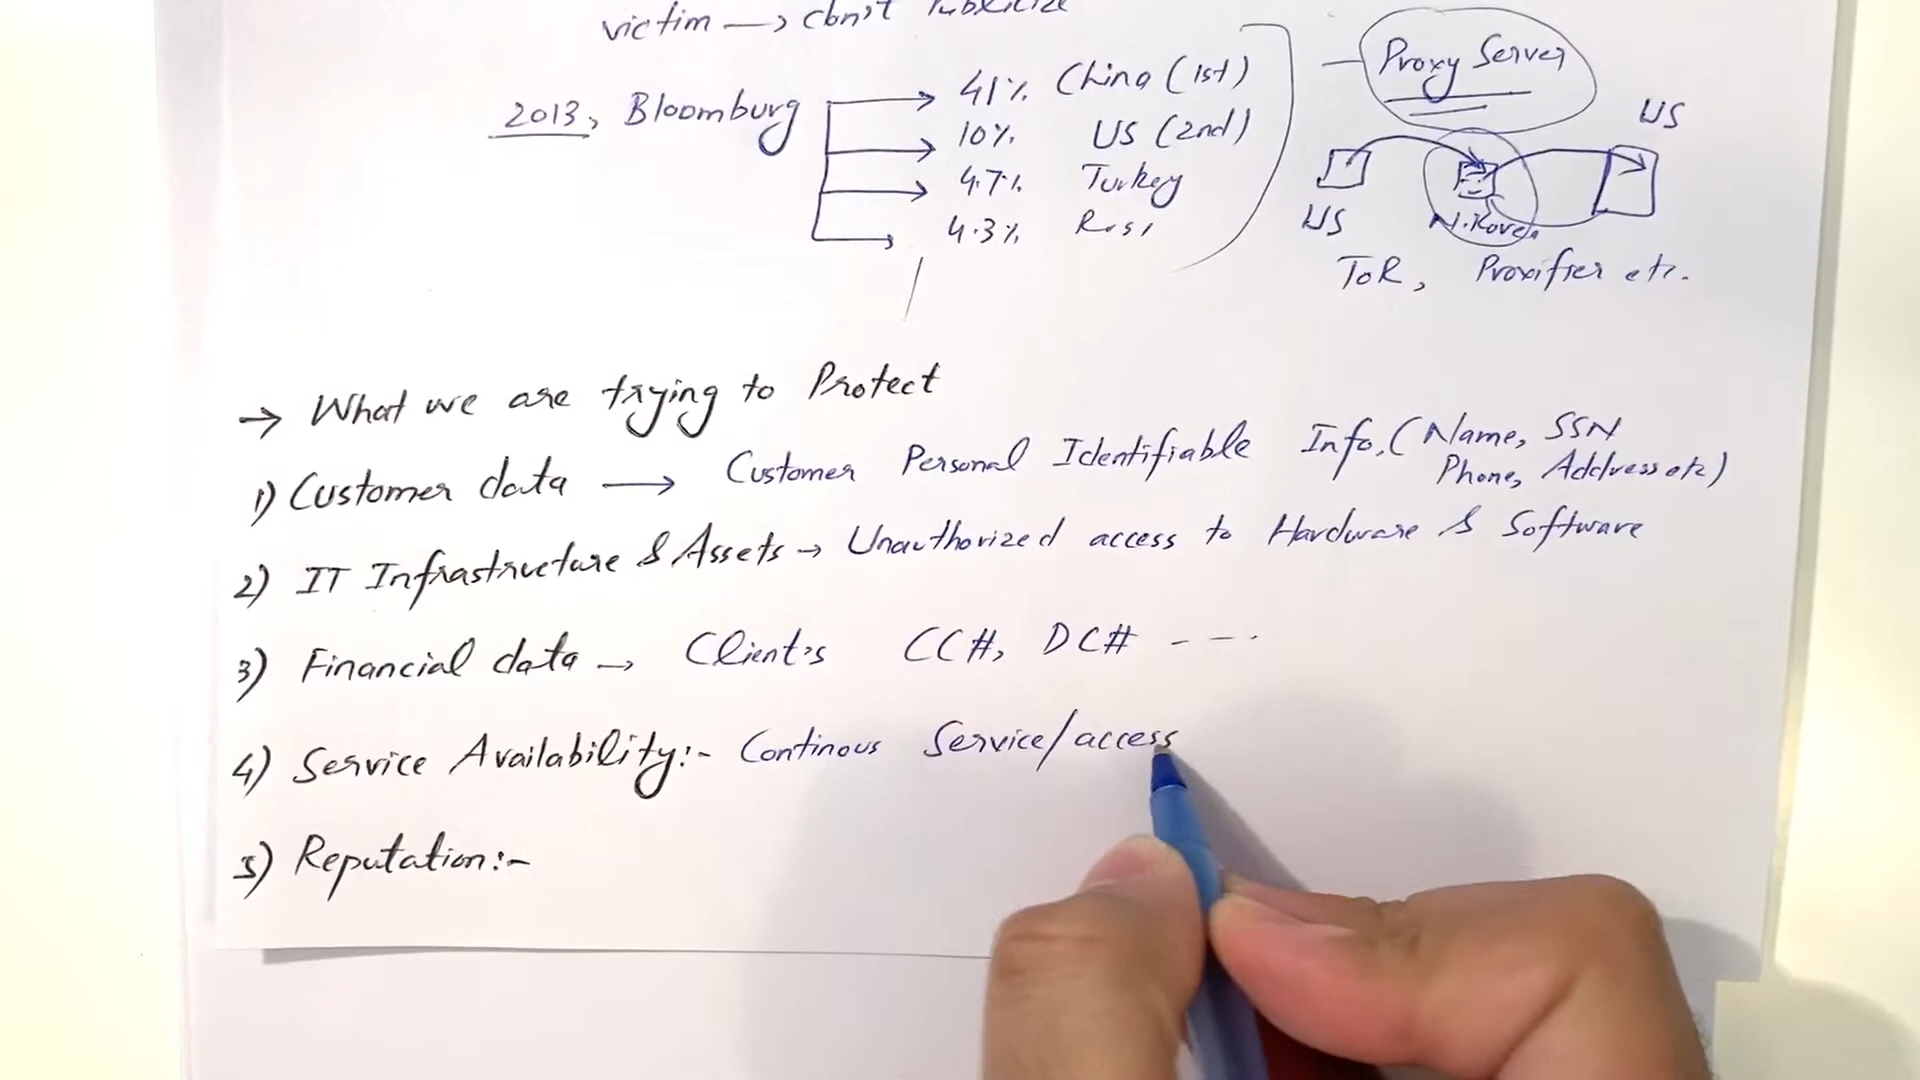 victim → can't Publicize
2013, Bloomburg
41% China (1st)
10% US (2nd)
4.7% Turkey
4.3%
- Proxy Server
US
US
N.Korea
ToR, Proxifier etc.
→ What we are trying to Protect
1) Customer data → Customer Personal Identifiable Info. (Name, SSN
Phone, Address etc)
2) IT Infrastructure & Assets → Unauthorized access to Hardware & Software
3) Financial data → Client's CC#, DC# - - -
4) Service Availability:- Continous Service/access
5) Reputation:-